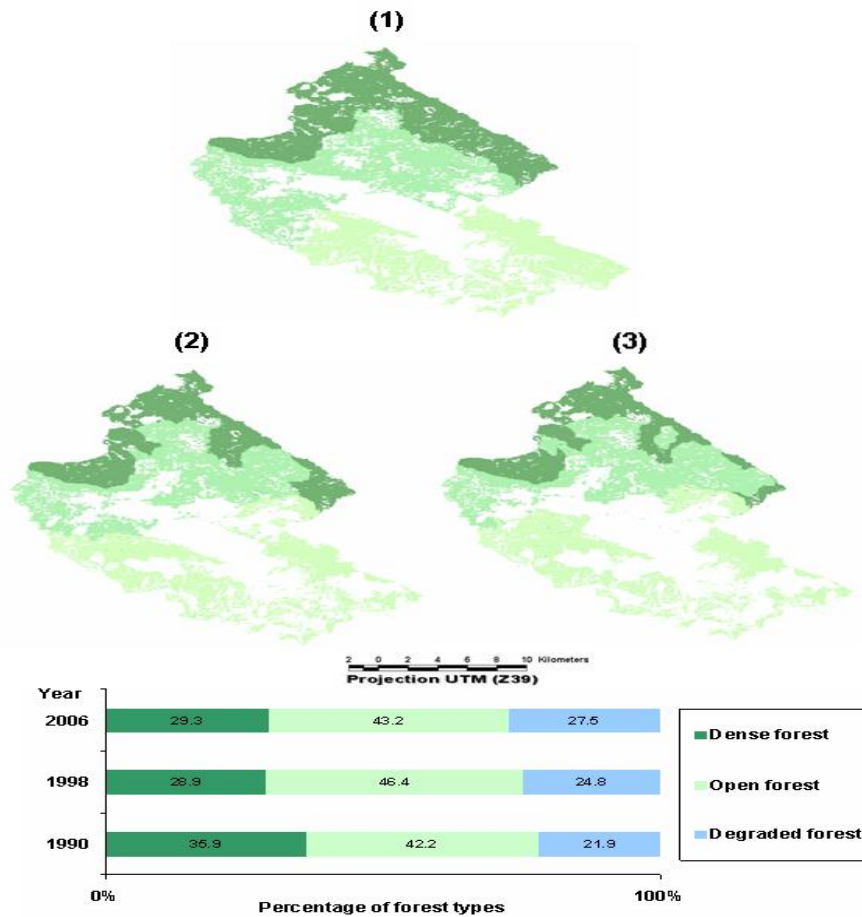 (1)
(2)
(3)
2 0 2 4 6 8 10 Kilometers
Projection UTM (Z39)
Year
2006
29.3
43.2
27.5
1998
28.9
46.4
24.8
1990
35.9
42.2
21.9
0%
100%
Percentage of forest types
Dense forest
Open forest
Degraded forest